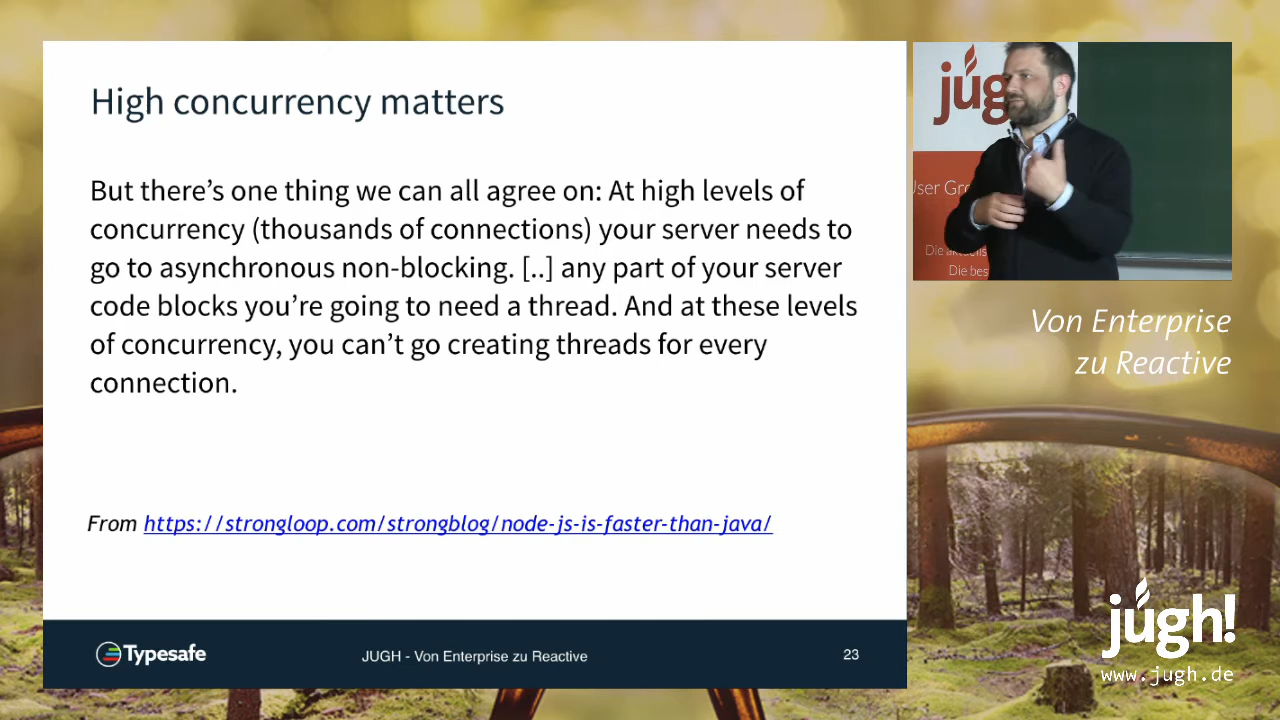 High concurrency matters
But there's one thing we can all agree on: At high levels of
concurrency (thousands of connections) your server needs to
go to asynchronous non-blocking. [..] any part of your server
code blocks you're going to need a thread. And at these levels
of concurrency, you can't go creating threads for every
connection.
From https://strongloop.com/strongblog/node-js-is-faster-than-java/
Typesafe
JUGH - Von Enterprise zu Reactive
23
jug
User Gr
Die
Die bes
Von Enterprise
zu Reactive
jugh!
www.jugh.de